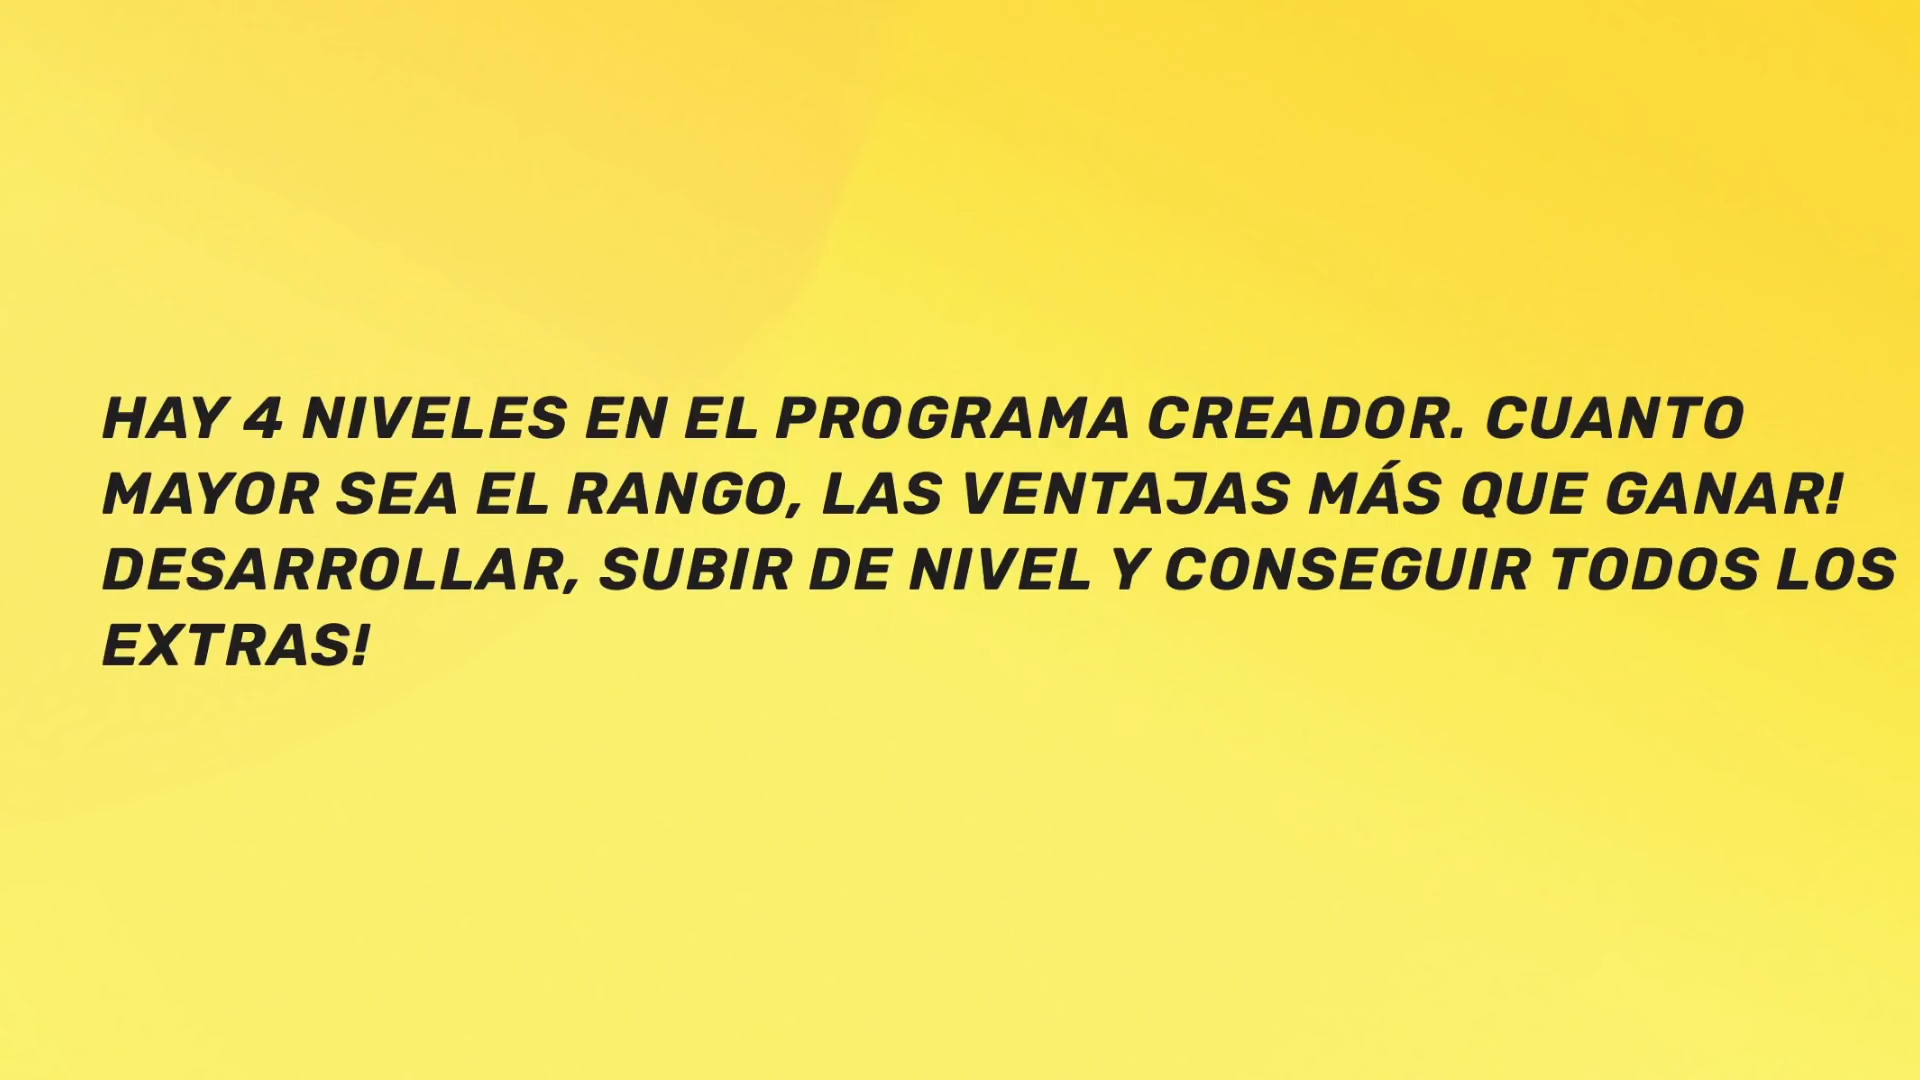 HAY 4 NIVELES EN EL PROGRAMA CREADOR. CUANTO
MAYOR SEA EL RANGO, LAS VENTAJAS MÁS QUE GANAR!
DESARROLLAR, SUBIR DE NIVEL Y CONSEGUIR TODOS LOS
EXTRAS!